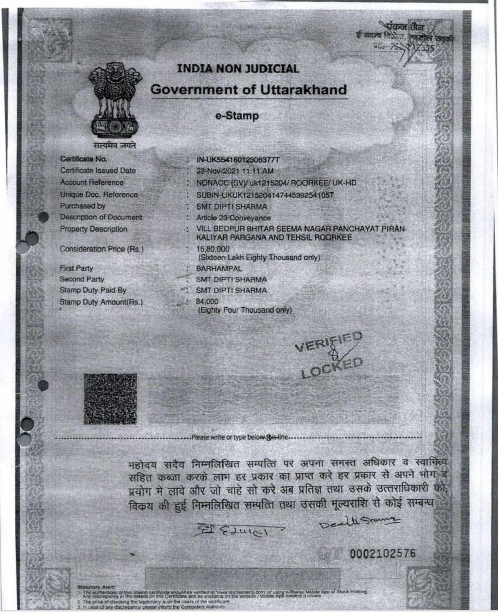 पंकज जैन
INDIA NON JUDICIAL
Government of Uttarakhand
e-Stamp
सत्यमेव जयते
Certificate No. : IN-UK55416012308377T
Certificate Issued Date : 23-Nov-2021 11:11 AM
Account Reference : NONACC (SV)/ uk1215204/ ROORKEE/ UK-HD
Unique Doc. Reference : SUBIN-UKUK121520414744539254105T
Purchased by : SMT DIPTI SHARMA
Description of Document : Article 23 Conveyance
Property Description : VILL BEDPUR BHITAR SEEMA NAGAR PANCHAYAT PIRAN KALIYAR PARGANA AND TEHSIL ROORKEE
Consideration Price (Rs.) : 16,80,000
(Sixteen Lakh Eighty Thousand only)
First Party : BARHAMPAL
Second Party : SMT DIPTI SHARMA
Stamp Duty Paid By : SMT DIPTI SHARMA
Stamp Duty Amount(Rs.) : 84,000
(Eighty Four Thousand only)
VERIFIED
LOCKED
Please write or type below this line
महोदय सदैव निम्नलिखित सम्पत्ति पर अपना समस्त अधिकार व स्वामित्व
सहित कब्जा करके लाभ हर प्रकार का प्राप्त करे हर प्रकार से अपने भोग व
प्रयोग मे लावे और जो चाहे सो करे अब प्रतिज्ञ तथा उसके उत्तराधिकारी को,
विकय की हुई निम्नलिखित सम्पत्ति तथा उसकी मूल्यराशि से कोई सम्बन्ध
0002102576
Statutory Alert: